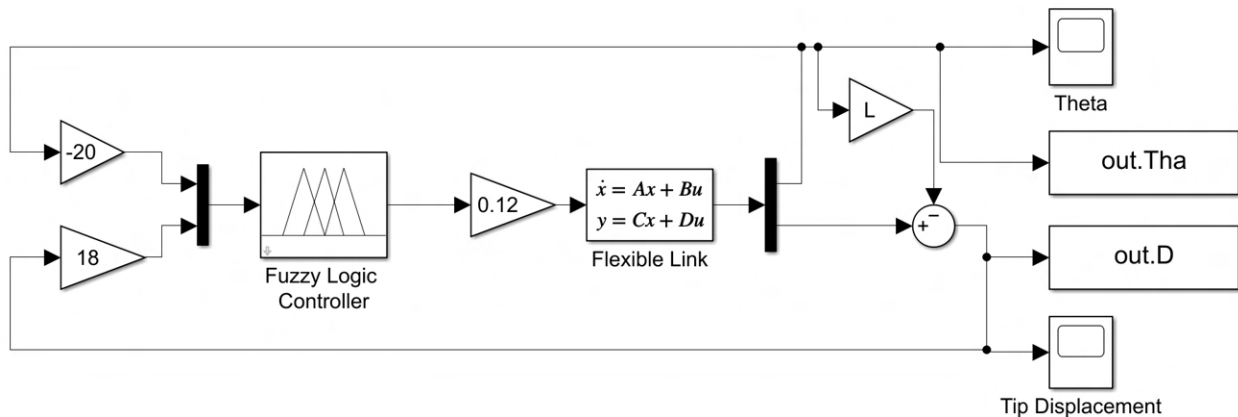 Theta
-20
L
out.Tha
ẋ = Ax + Bu
y = Cx + Du
0.12
+
−
18
Fuzzy Logic
Controller
Flexible Link
out.D
Tip Displacement